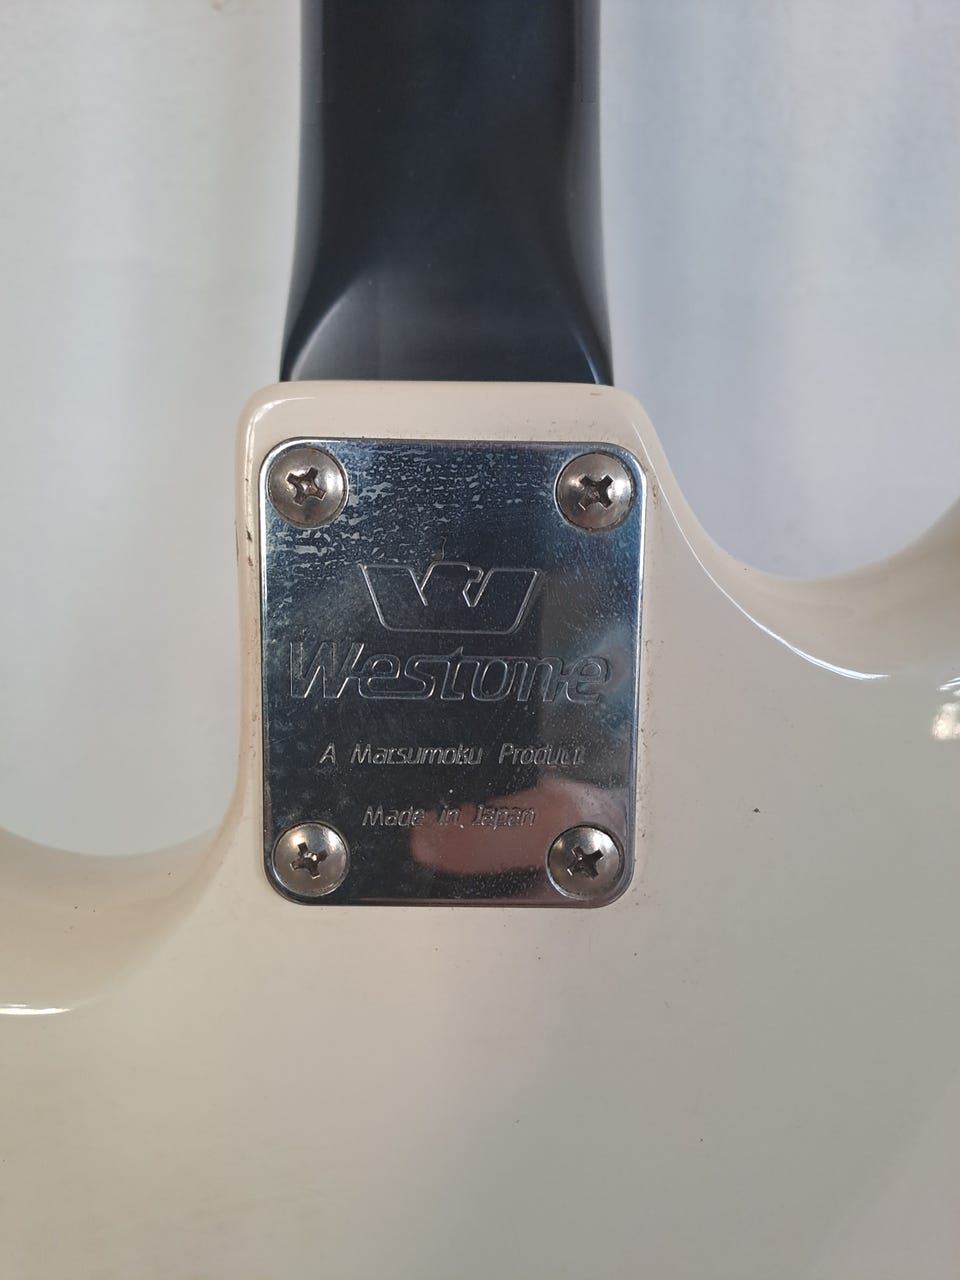 Westone
A Matsumoku Product
Made in Japan